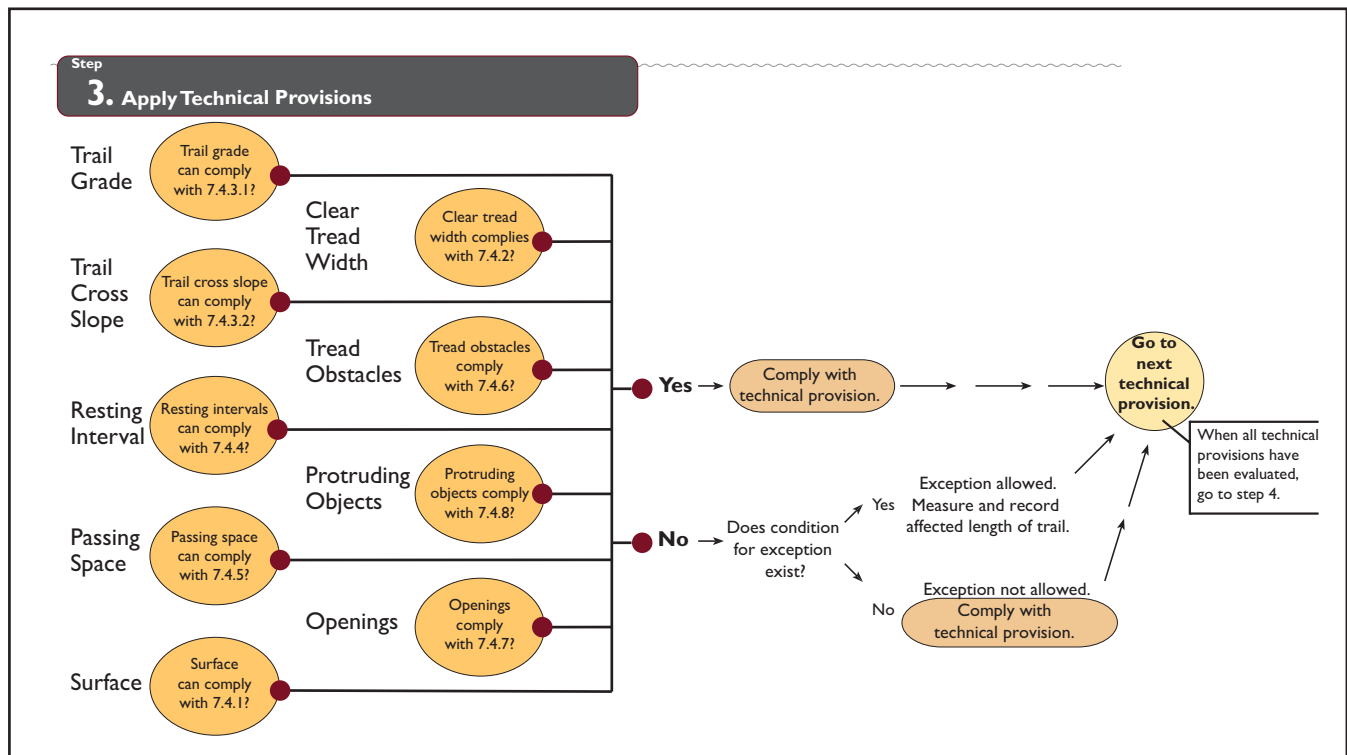 Step
3. Apply Technical Provisions
Trail
Grade
Trail grade
can comply
with 7.4.3.1?
Clear
Tread
Width
Clear tread
width complies
with 7.4.2?
Trail
Cross
Slope
Trail cross slope
can comply
with 7.4.3.2?
Tread
Obstacles
Tread obstacles
comply
with 7.4.6?
Resting
Interval
Resting intervals
can comply
with 7.4.4?
Protruding
Objects
Protruding
objects comply
with 7.4.8?
Passing
Space
Passing space
can comply
with 7.4.5?
Openings
Openings
comply
with 7.4.7?
Surface
Surface
can comply
with 7.4.1?
Yes
Comply with
technical provision.
Go to
next
technical
provision.
When all technical
provisions have
been evaluated,
go to step 4.
No
Does condition
for exception
exist?
Yes
Exception allowed.
Measure and record
affected length of trail.
No
Exception not allowed.
Comply with
technical provision.